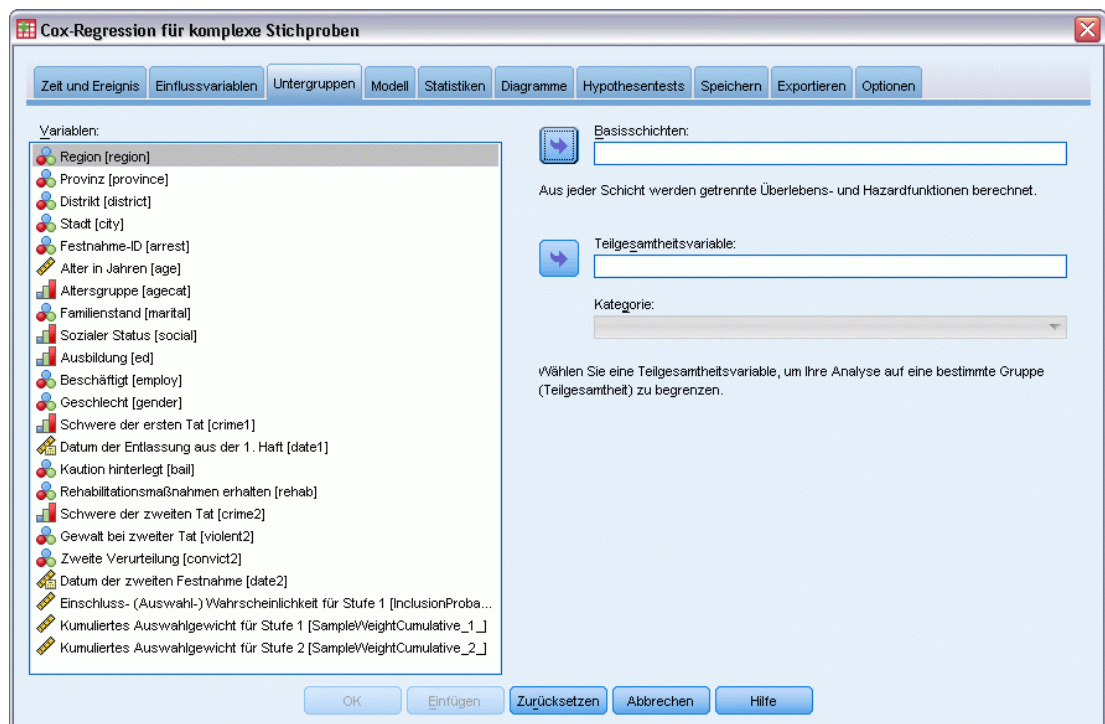 Cox-Regression für komplexe Stichproben
Zeit und Ereignis
Einflussvariablen
Untergruppen
Modell
Statistiken
Diagramme
Hypothesentests
Speichern
Exportieren
Optionen
Variablen:
Region [region]
Provinz [province]
Distrikt [district]
Stadt [city]
Festnahme-ID [arrest]
Alter in Jahren [age]
Altersgruppe [agecat]
Familienstand [marital]
Sozialer Status [social]
Ausbildung [ed]
Beschäftigt [employ]
Geschlecht [gender]
Schwere der ersten Tat [crime1]
Datum der Entlassung aus der 1. Haft [date1]
Kaution hinterlegt [bail]
Rehabilitationsmaßnahmen erhalten [rehab]
Schwere der zweiten Tat [crime2]
Gewalt bei zweiter Tat [violent2]
Zweite Verurteilung [convict2]
Datum der zweiten Festnahme [date2]
Einschluss- (Auswahl-) Wahrscheinlichkeit für Stufe 1 [InclusionProba...
Kumuliertes Auswahlgewicht für Stufe 1 [SampleWeightCumulative_1_]
Kumuliertes Auswahlgewicht für Stufe 2 [SampleWeightCumulative_2_]
Basisschichten:
Aus jeder Schicht werden getrennte Überlebens- und Hazardfunktionen berechnet.
Teilgesamtheitsvariable:
Kategorie:
Wählen Sie eine Teilgesamtheitsvariable, um Ihre Analyse auf eine bestimmte Gruppe
(Teilgesamtheit) zu begrenzen.
OK
Einfügen
Zurücksetzen
Abbrechen
Hilfe